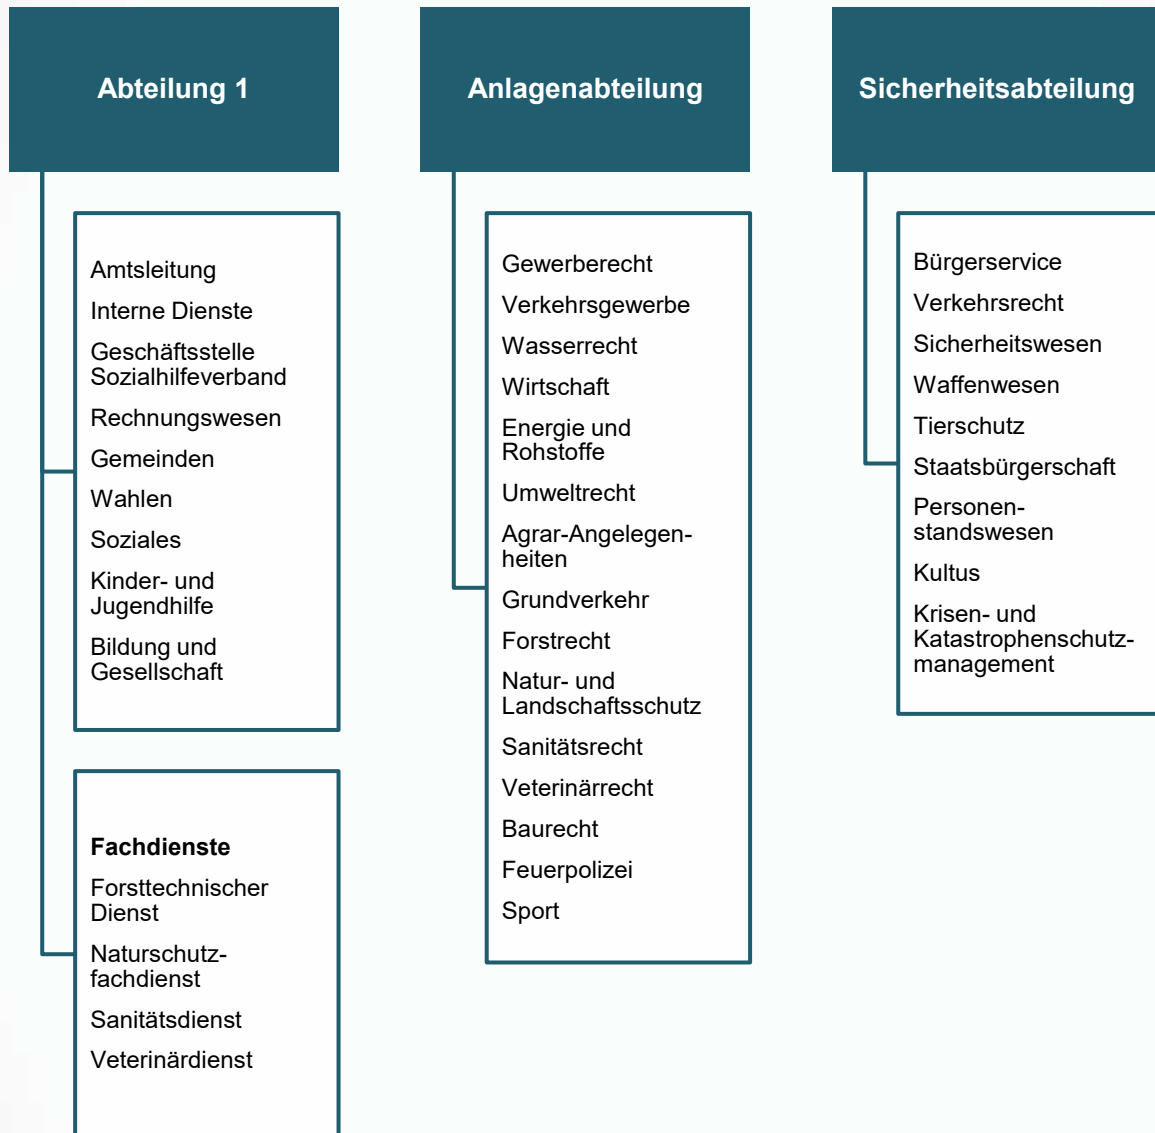 Abteilung 1
Amtsleitung
Interne Dienste
Geschäftsstelle
Sozialhilfeverband
Rechnungswesen
Gemeinden
Wahlen
Soziales
Kinder- und
Jugendhilfe
Bildung und
Gesellschaft
Fachdienste
Forsttechnischer
Dienst
Naturschutz-
fachdienst
Sanitätsdienst
Veterinärdienst
Anlagenabteilung
Gewerberecht
Verkehrsgewerbe
Wasserrecht
Wirtschaft
Energie und
Rohstoffe
Umweltrecht
Agrar-Angelegen-
heiten
Grundverkehr
Forstrecht
Natur- und
Landschaftsschutz
Sanitätsrecht
Veterinärrecht
Baurecht
Feuerpolizei
Sport
Sicherheitsabteilung
Bürgerservice
Verkehrsrecht
Sicherheitswesen
Waffenwesen
Tierschutz
Staatsbürgerschaft
Personen-
standswesen
Kultus
Krisen- und
Katastrophenschutz-
management